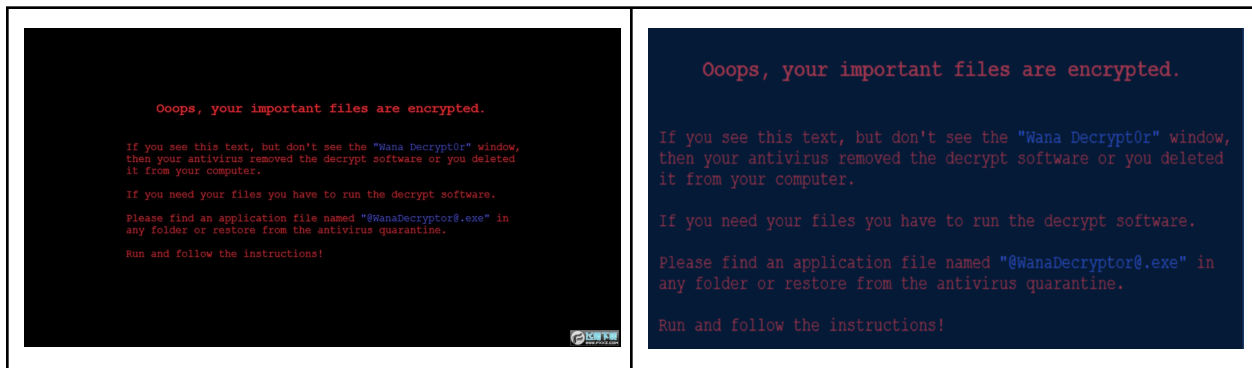 Ooops, your important files are encrypted.
If you see this text, but don't see the "Wana Decrypt0r" window,
then your antivirus removed the decrypt software or you deleted
it from your computer.
If you need your files you have to run the decrypt software.
Please find an application file named "@WanaDecryptor@.exe" in
any folder or restore from the antivirus quarantine.
Run and follow the instructions!
Ooops, your important files are encrypted.
If you see this text, but don't see the "Wana Decrypt0r" window,
then your antivirus removed the decrypt software or you deleted
it from your computer.
If you need your files you have to run the decrypt software.
Please find an application file named "@WanaDecryptor@.exe" in
any folder or restore from the antivirus quarantine.
Run and follow the instructions!